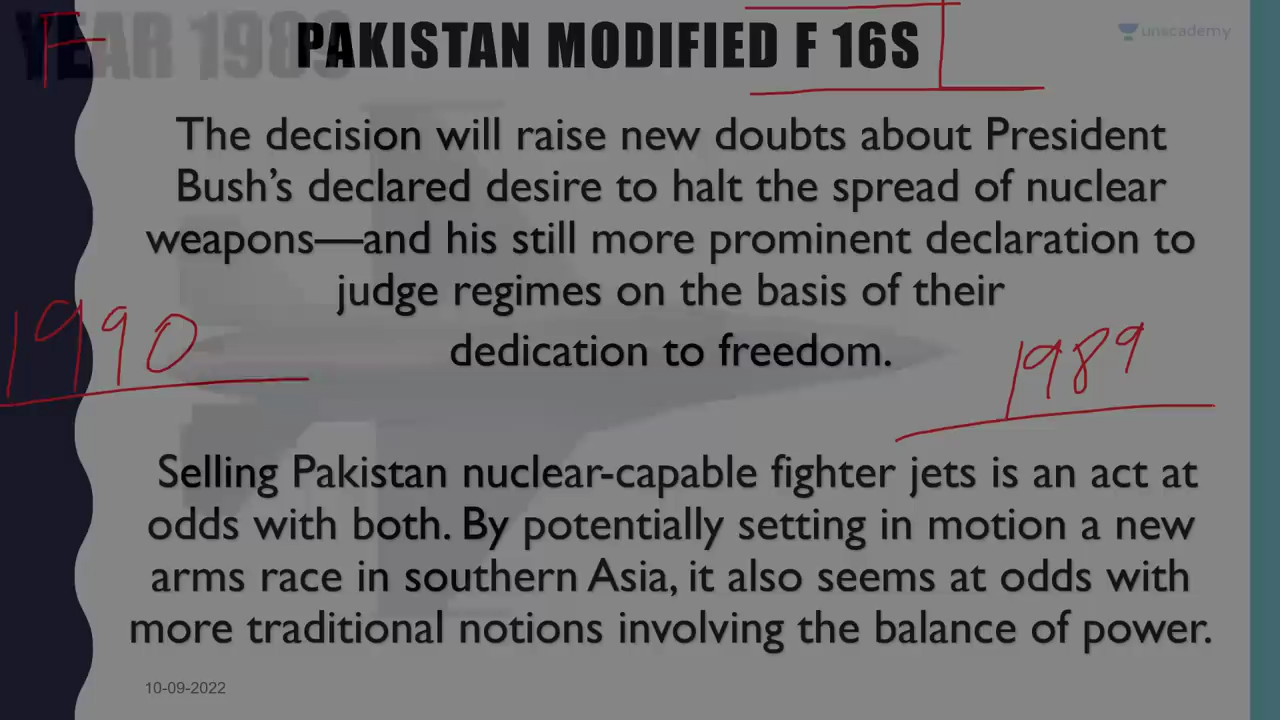 YEAR 1989
F
PAKISTAN MODIFIED F 16S
unacademy
The decision will raise new doubts about President
Bush’s declared desire to halt the spread of nuclear
weapons—and his still more prominent declaration to
judge regimes on the basis of their
dedication to freedom.
1990
1989
Selling Pakistan nuclear-capable fighter jets is an act at
odds with both. By potentially setting in motion a new
arms race in southern Asia, it also seems at odds with
more traditional notions involving the balance of power.
10-09-2022